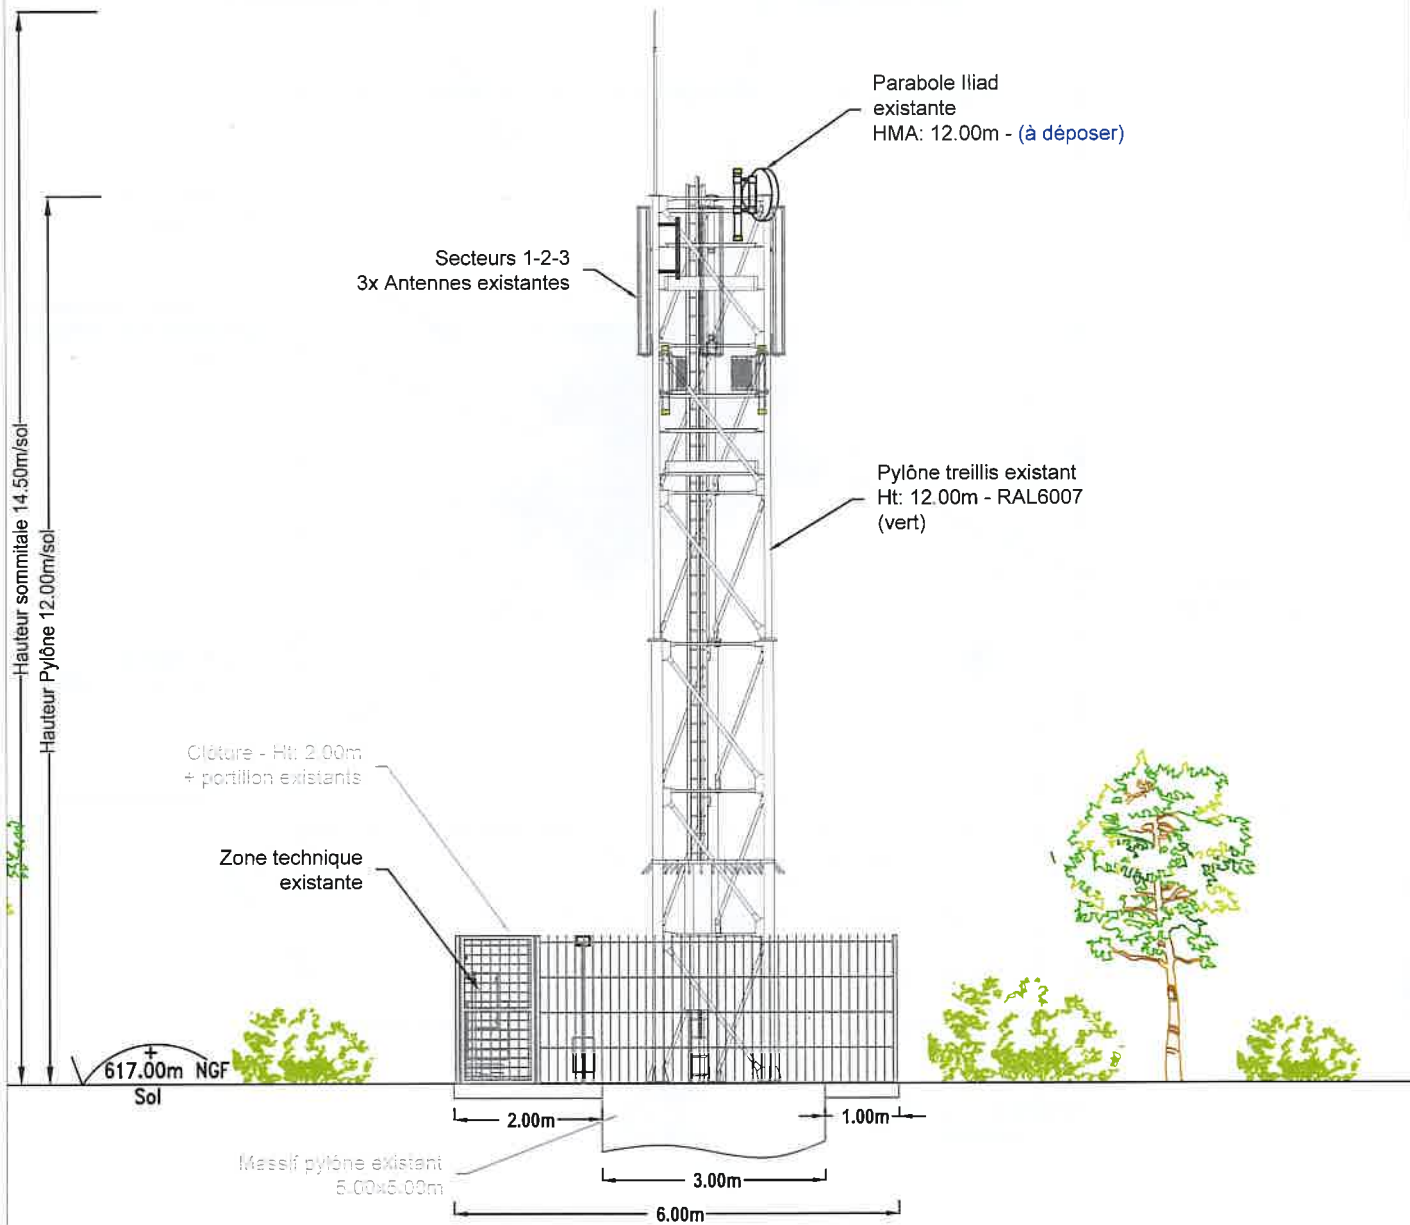 Parabole Iliad
existante
HMA: 12.00m - (à déposer)
Secteurs 1-2-3
3x Antennes existantes
Hauteur sommitale 14.50m/sol
Hauteur Pylône 12.00m/sol
Pylône treillis existant
Ht: 12.00m - RAL6007
(vert)
Clôture - Ht: 2.00m
+ portillon existants
Zone technique
existante
617.00m NGF
Sol
2.00m
1.00m
Massif pylône existant
5.00x5.00m
3.00m
6.00m